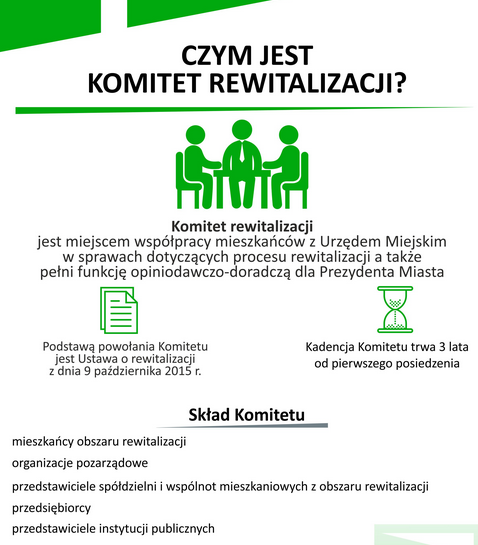 CZYM JEST
KOMITET REWITALIZACJI?
Komitet rewitalizacji
jest miejscem współpracy mieszkańców z Urzędem Miejskim
w sprawach dotyczących procesu rewitalizacji a także
pełni funkcję opiniodawczo-doradczą dla Prezydenta Miasta
Podstawą powołania Komitetu
jest Ustawa o rewitalizacji
z dnia 9 października 2015 r.
Kadencja Komitetu trwa 3 lata
od pierwszego posiedzenia
Skład Komitetu
mieszkańcy obszaru rewitalizacji
organizacje pozarządowe
przedstawiciele spółdzielni i wspólnot mieszkaniowych z obszaru rewitalizacji
przedsiębiorcy
przedstawiciele instytucji publicznych